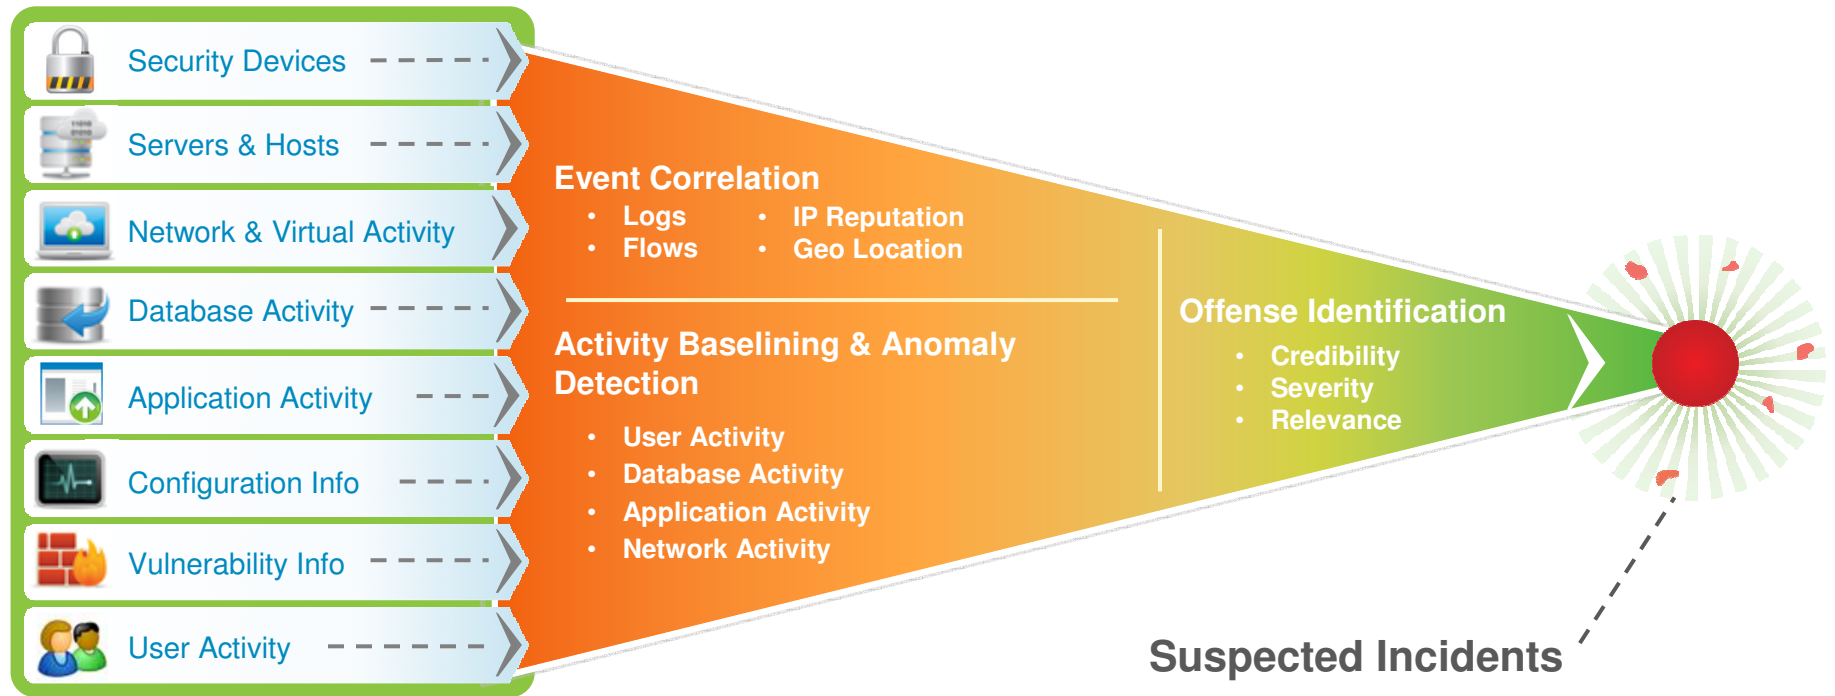 Security Devices
Servers & Hosts
Network & Virtual Activity
Database Activity
Application Activity
Configuration Info
Vulnerability Info
User Activity
Event Correlation
• Logs
• Flows
• IP Reputation
• Geo Location
Activity Baselining & Anomaly
Detection
• User Activity
• Database Activity
• Application Activity
• Network Activity
Offense Identification
• Credibility
• Severity
• Relevance
Suspected Incidents